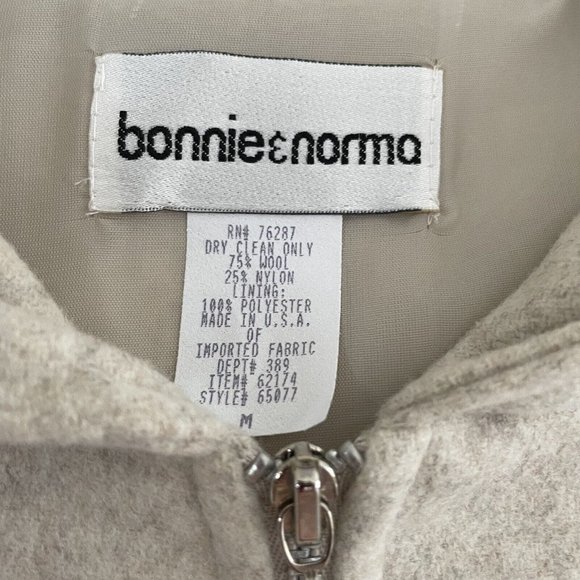 bonnie&norma
RN# 76287
DRY CLEAN ONLY
75% WOOL
25% NYLON
LINING:
100% POLYESTER
MADE IN U.S.A.
OF
IMPORTED FABRIC
DEPT# 389
ITEM# 62174
STYLE# 65077
M